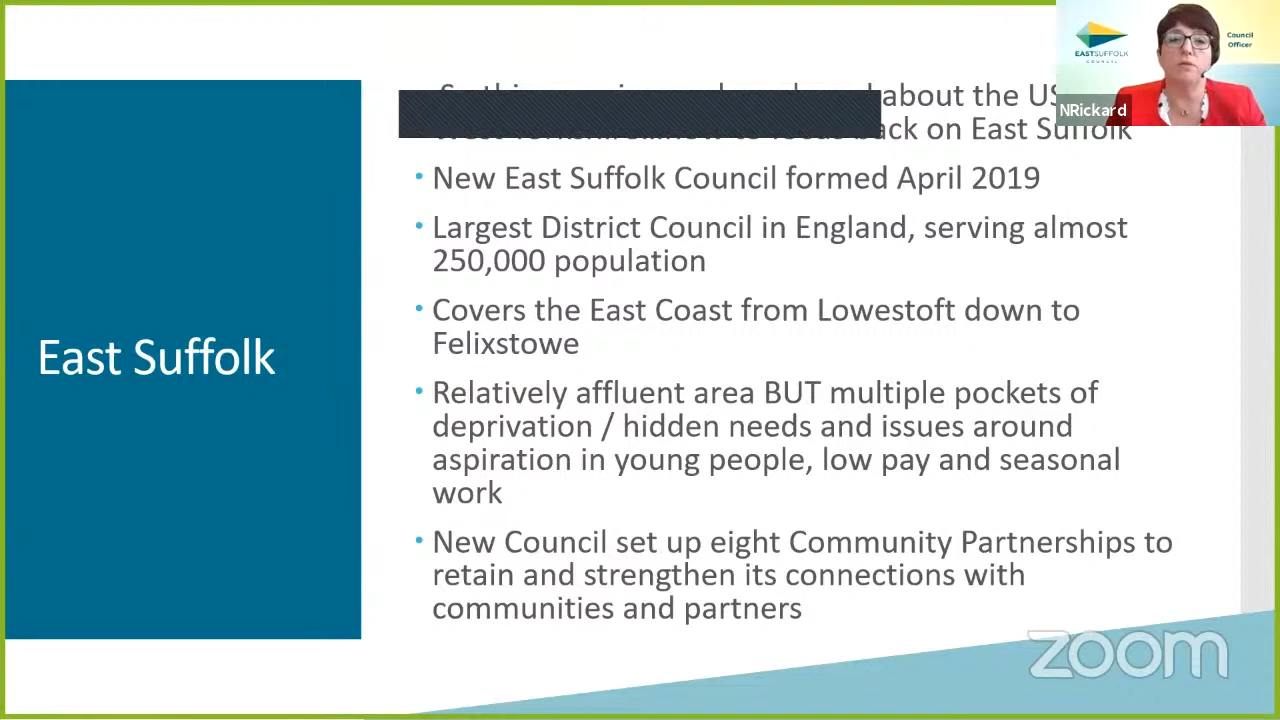 EASTSUFFOLK
COUNCIL
Council
Officer
NRickard
about the US
back on East Suffolk
New East Suffolk Council formed April 2019
Largest District Council in England, serving almost
250,000 population
Covers the East Coast from Lowestoft down to
Felixstowe
Relatively affluent area BUT multiple pockets of
deprivation / hidden needs and issues around
aspiration in young people, low pay and seasonal
work
New Council set up eight Community Partnerships to
retain and strengthen its connections with
communities and partners
East Suffolk
zoom